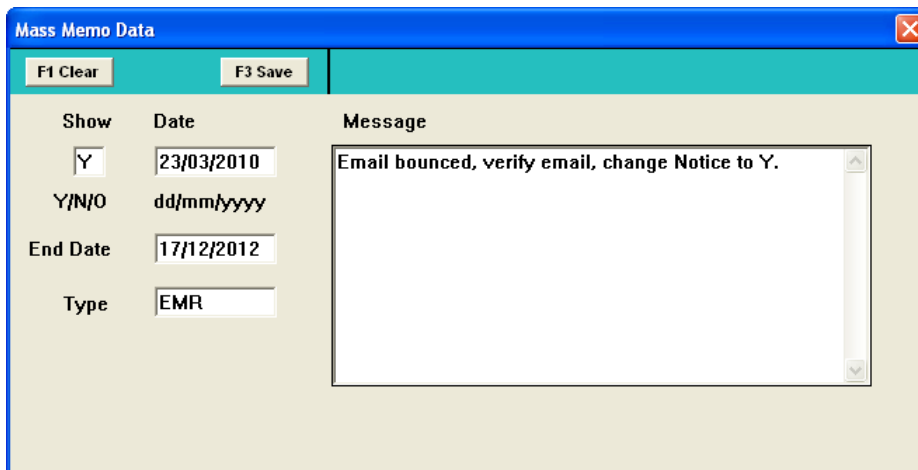 Mass Memo Data
F1 Clear F3 Save
Show Date Message
Y 23/03/2010 Email bounced, verify email, change Notice to Y.
Y/N/O dd/mm/yyyy
End Date 17/12/2012
Type EMR